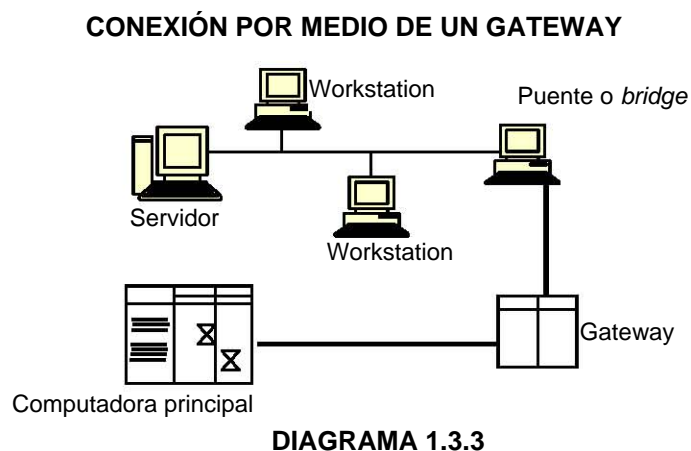 CONEXIÓN POR MEDIO DE UN GATEWAY
Workstation
Puente o bridge
Servidor
Workstation
Gateway
Computadora principal
DIAGRAMA 1.3.3